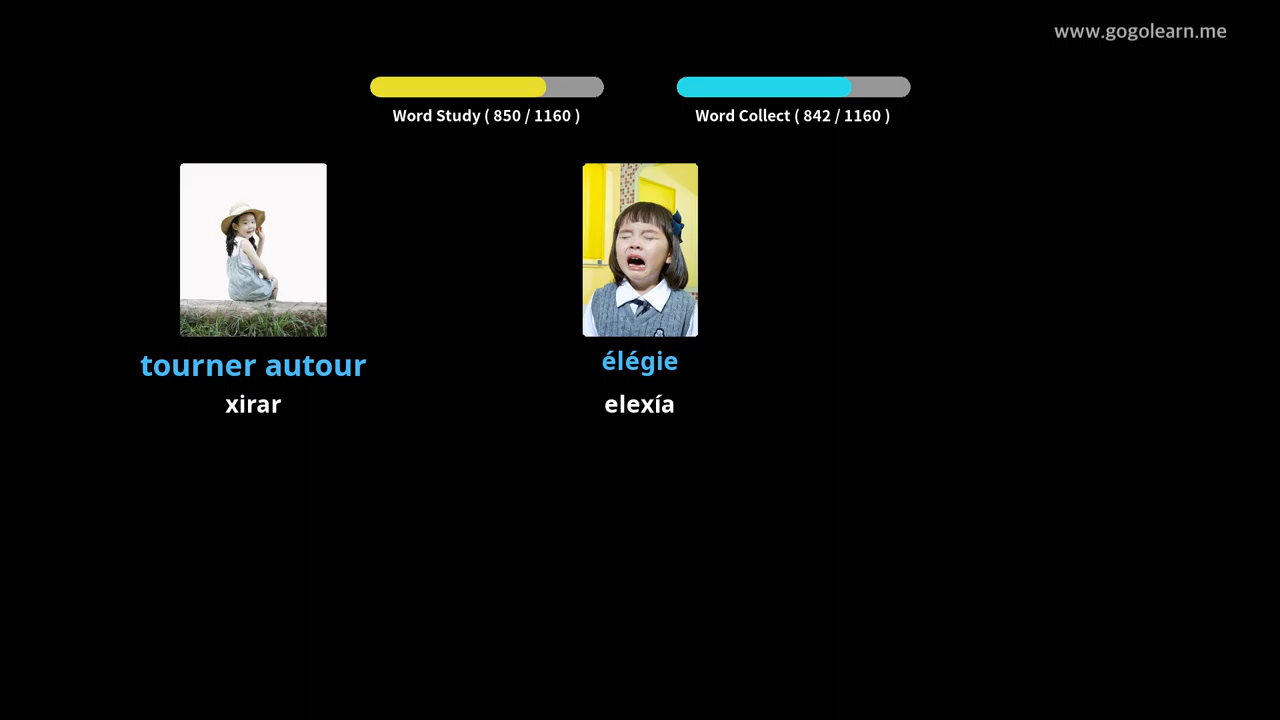 www.gogolearn.me
Word Study ( 850 / 1160 )
Word Collect ( 842 / 1160 )
tourner autour
xirar
élégie
elexía